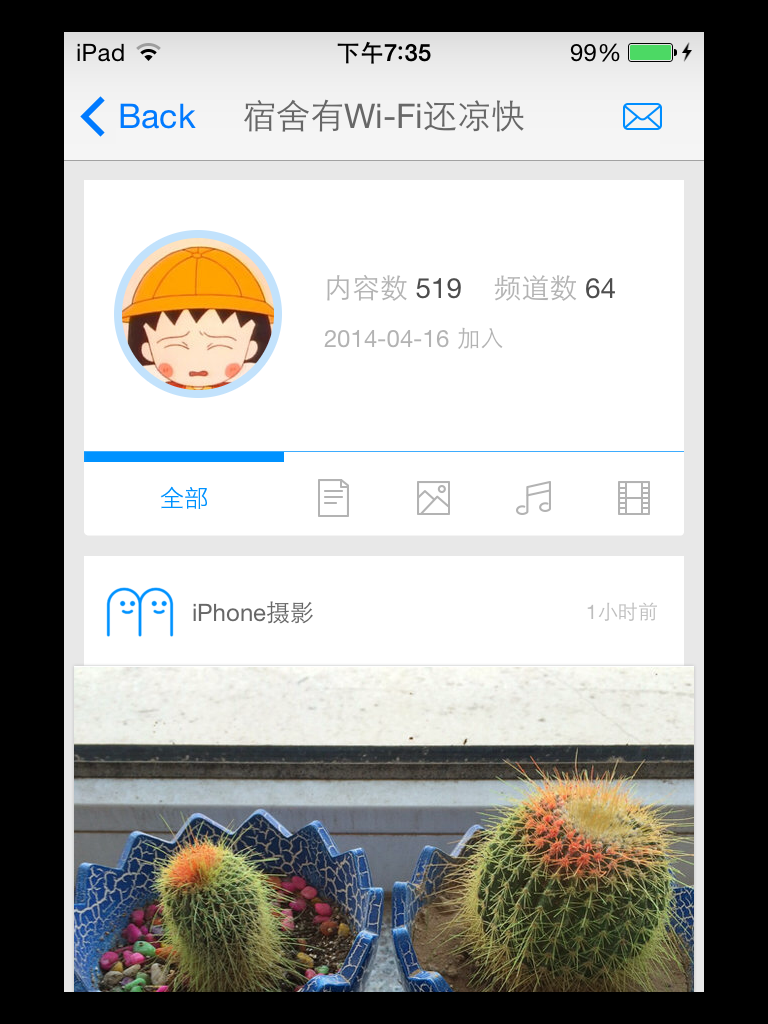 iPad 下午7:35 99%
Back 宿舍有Wi-Fi还凉快
内容数 519 频道数 64
2014-04-16 加入
全部
iPhone摄影 1小时前